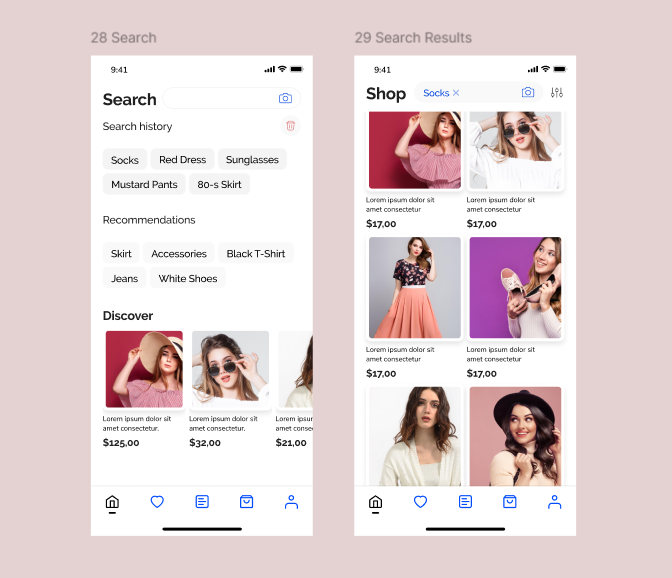 28 Search
9:41
Search
Search history
Socks
Red Dress
Sunglasses
Mustard Pants
80-s Skirt
Recommendations
Skirt
Accessories
Black T-Shirt
Jeans
White Shoes
Discover
Lorem ipsum dolor sit
amet consectetur.
$125,00
Lorem ipsum dolor sit
amet consectetur.
$32,00
Lorem ipsu
amet cons
$21,00
29 Search Results
9:41
Shop
Socks
Lorem ipsum dolor sit
amet consectetur
$17,00
Lorem ipsum dolor sit
amet consectetur
$17,00
Lorem ipsum dolor sit
amet consectetur
$17,00
Lorem ipsum dolor sit
amet consectetur
$17,00